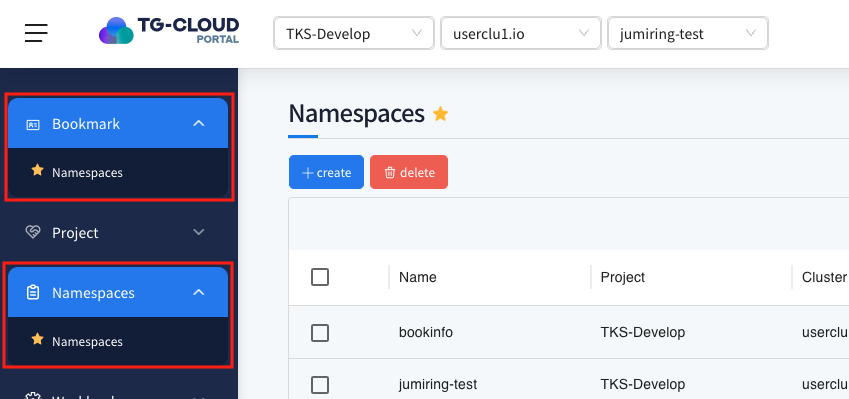 TG-CLOUD
PORTAL
TKS-Develop
userclu1.io
jumiring-test
Bookmark
Namespaces
Project
Namespaces
Namespaces
Namespaces
create
delete
Name Project Cluster
bookinfo TKS-Develop userclu
jumiring-test TKS-Develop userclu